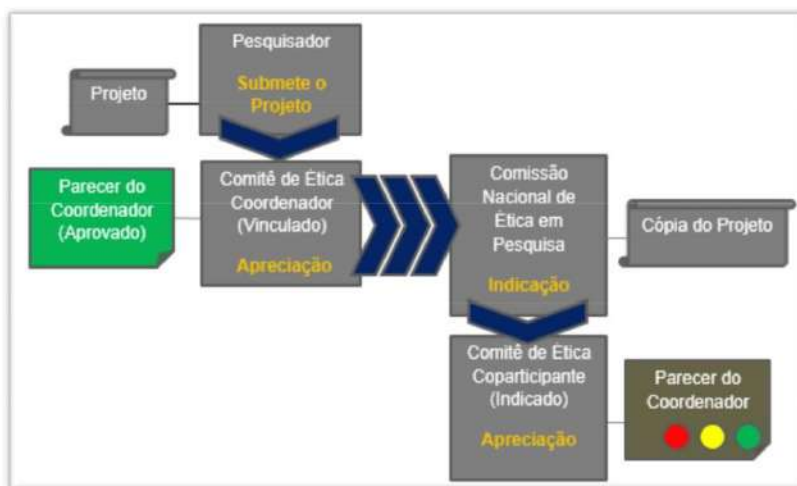 Pesquisador
Submete o
Projeto
Projeto
Parecer do
Coordenador
(Aprovado)
Comitê de Ética
Coordenador
(Vinculado)
Apreciação
Comissão
Nacional de
Ética em
Pesquisa
Indicação
Cópia do Projeto
Comitê de Ética
Coparticipante
(Indicado)
Apreciação
Parecer do
Coordenador